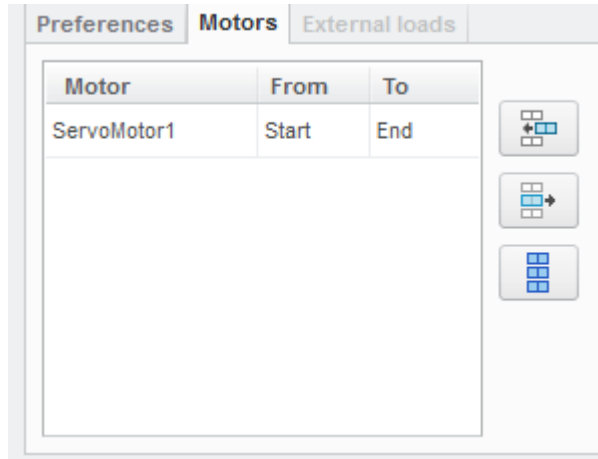 Preferences Motors External loads
Motor From To
ServoMotor1 Start End